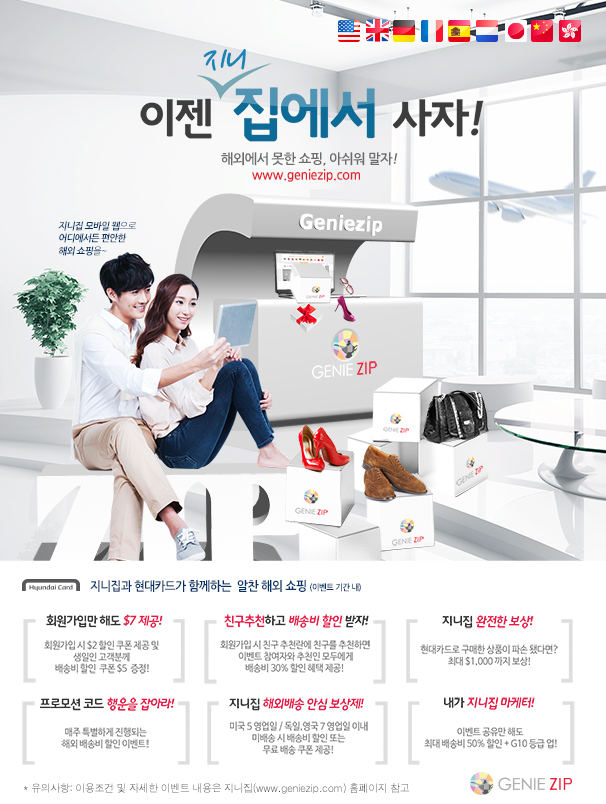 지니
이젠 집에서 사자!
해외에서 못한 쇼핑, 아쉬워 말자!
www.geniezip.com
지니집 모바일 웹으로
어디에서든 편안한
해외 쇼핑을~
Geniezip
GENIE ZIP
GENIE ZIP
GENIE ZIP
GENIE ZIP
GENIE ZIP
GENIE ZIP
GENIE ZIP
ZIP
Hyundai Card 지니집과 현대카드가 함께하는 알찬 해외 쇼핑 (이벤트 기간 내)
회원가입만 해도 $7 제공!
회원가입 시 $2 할인 쿠폰 제공 및
생일인 고객분께
배송비 할인 쿠폰 $5 증정!
친구추천하고 배송비 할인 받자!
회원가입 시 친구 추천란에 친구를 추천하면
이벤트 참여자와 추천인 모두에게
배송비 30% 할인 혜택 제공!
지니집 완전한 보상!
현대카드로 구매한 상품이 파손 됐다면?
최대 $1,000 까지 보상!
프로모션 코드 행운을 잡아라!
매주 특별하게 진행되는
해외 배송비 할인 이벤트!
지니집 해외배송 안심 보상제!
미국 5 영업일 / 독일,영국 7 영업일 이내
미배송 시 배송비 할인 또는
무료 배송 쿠폰 제공!
내가 지니집 마케터!
이벤트 공유만 해도
최대 배송비 50% 할인 + G10 등급 업!
* 유의사항: 이용조건 및 자세한 이벤트 내용은 지니집(www.geniezip.com) 홈페이지 참고
GENIE ZIP